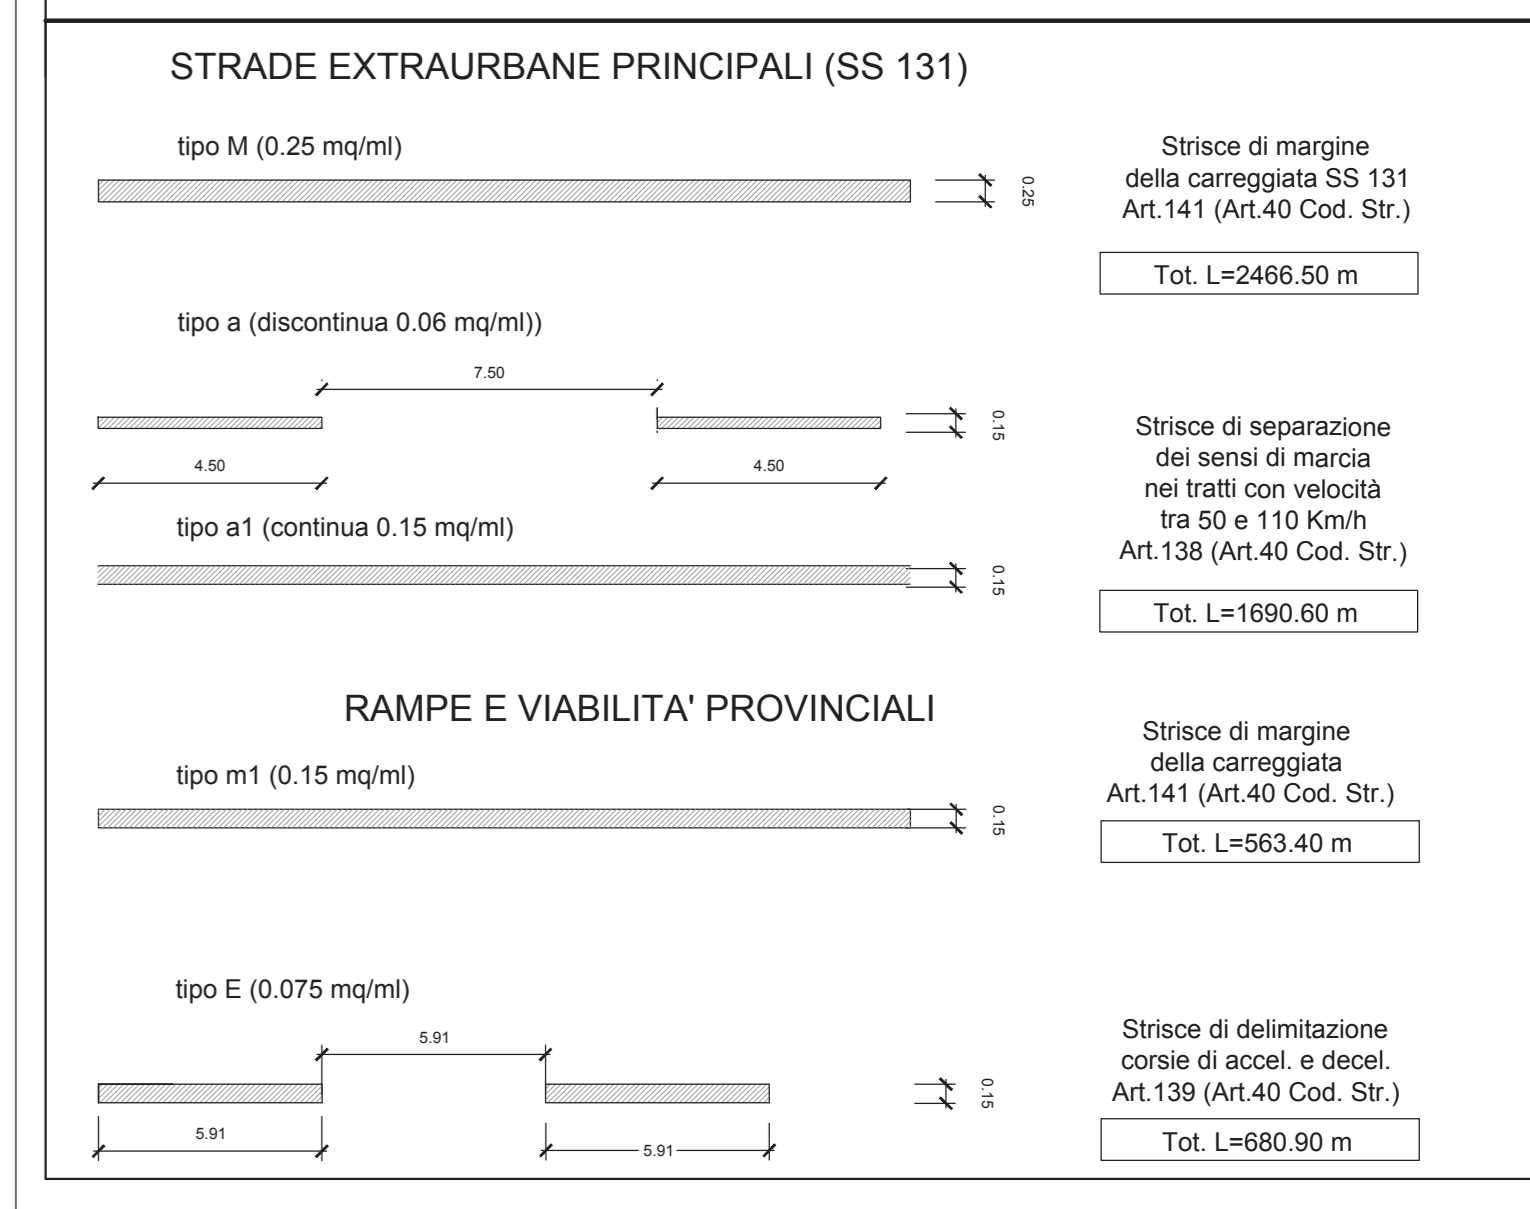 STRADE EXTRAURBANE PRINCIPALI (SS 131)
tipo M (0.25 mq/ml)
0.25
Strisce di margine
della carreggiata SS 131
Art.141 (Art.40 Cod. Str.)
Tot. L=2466.50 m
tipo a (discontinua 0.06 mq/ml))
7.50
0.15
4.50
4.50
tipo a1 (continua 0.15 mq/ml)
0.15
Strisce di separazione
dei sensi di marcia
nei tratti con velocità
tra 50 e 110 Km/h
Art.138 (Art.40 Cod. Str.)
Tot. L=1690.60 m
RAMPE E VIABILITA' PROVINCIALI
tipo m1 (0.15 mq/ml)
0.15
Strisce di margine
della carreggiata
Art.141 (Art.40 Cod. Str.)
Tot. L=563.40 m
tipo E (0.075 mq/ml)
5.91
0.15
5.91
5.91
Strisce di delimitazione
corsie di accel. e decel.
Art.139 (Art.40 Cod. Str.)
Tot. L=680.90 m